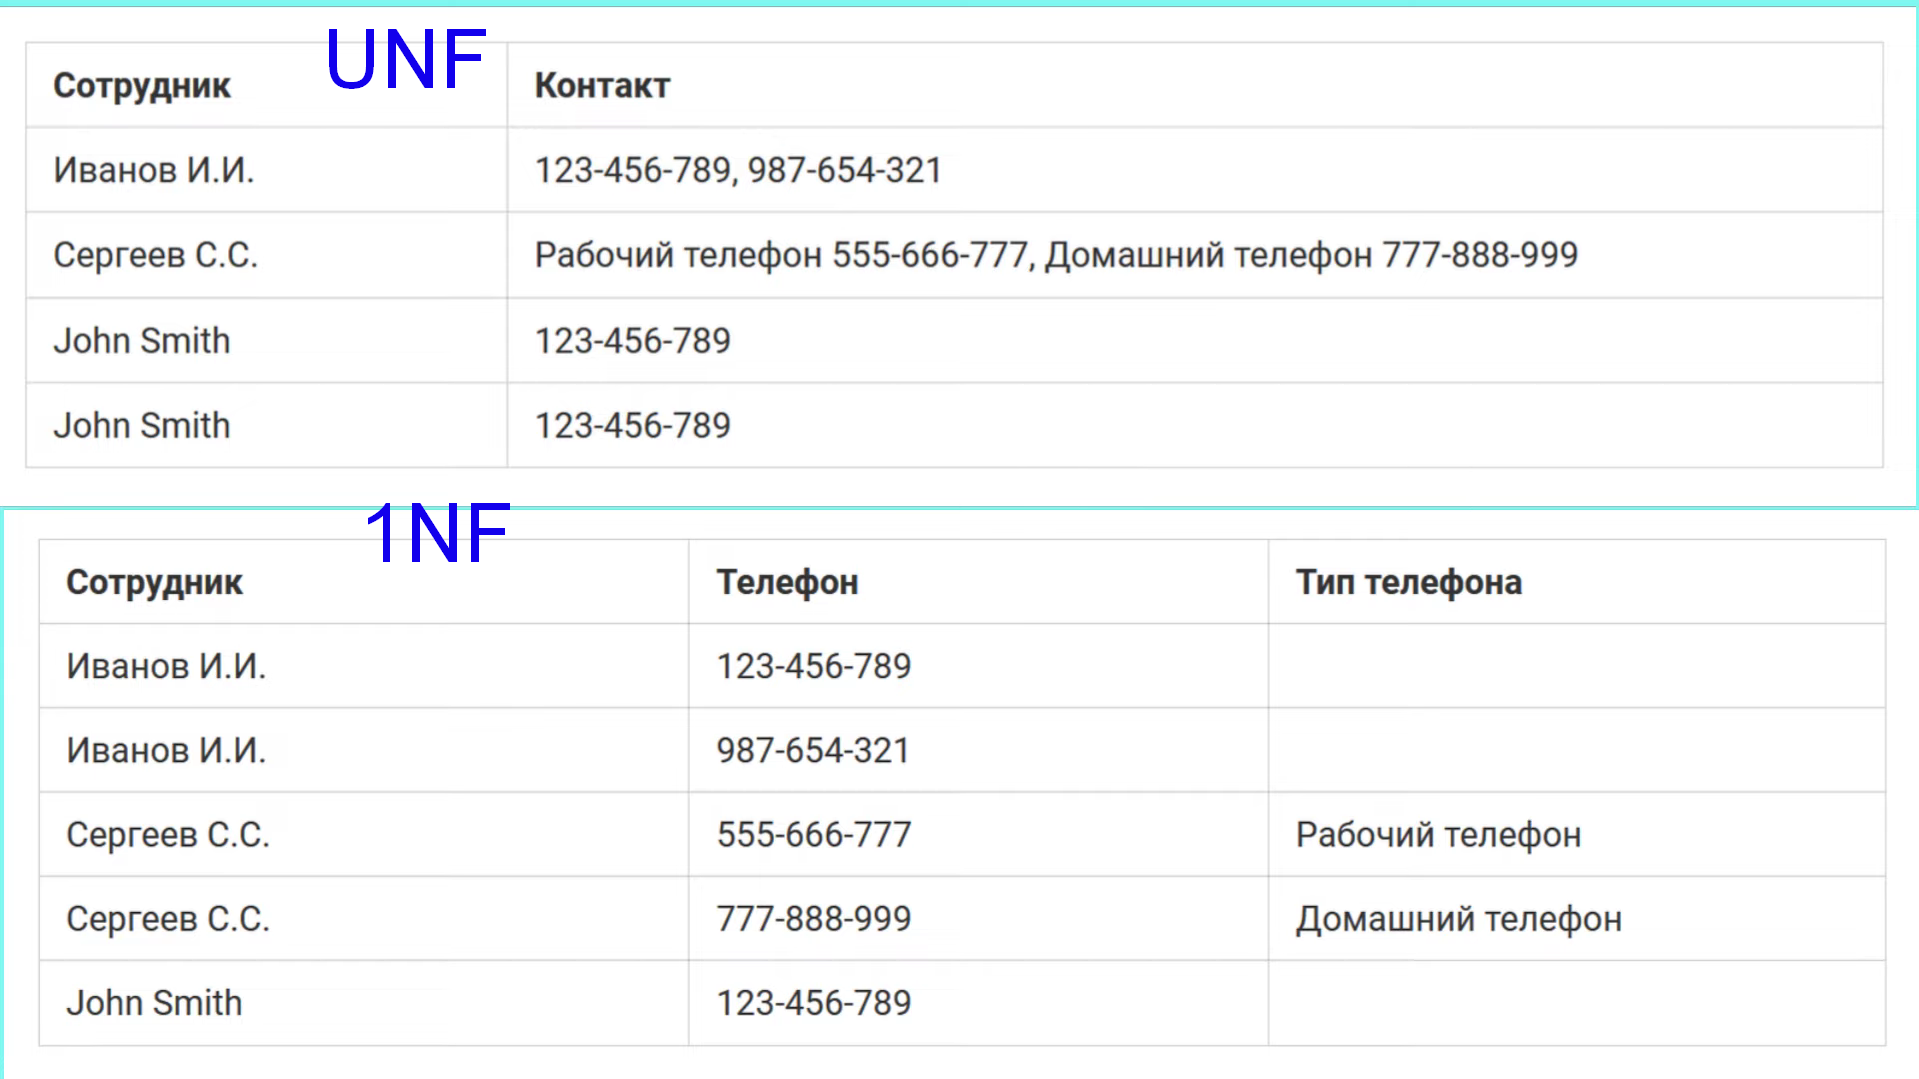 UNF
Сотрудник Контакт
Иванов И.И. 123-456-789, 987-654-321
Сергеев С.С. Рабочий телефон 555-666-777, Домашний телефон 777-888-999
John Smith 123-456-789
John Smith 123-456-789
1NF
Сотрудник Телефон Тип телефона
Иванов И.И. 123-456-789
Иванов И.И. 987-654-321
Сергеев С.С. 555-666-777 Рабочий телефон
Сергеев С.С. 777-888-999 Домашний телефон
John Smith 123-456-789